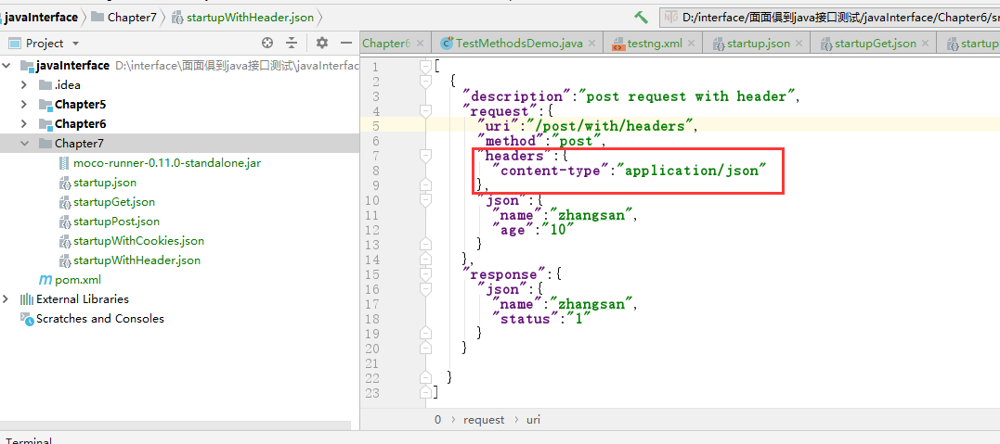 javaInterface Chapter7 startupWithHeader.json
D:/interface/面面俱到java接口测试/javaInterface/Chapter6/sr
Project
Chapter6 TestMethodsDemo.java testng.xml startup.json startupGet.json startup
javaInterface D:\interface\面面俱到java接口测试\javaInterfac
.idea
Chapter5
Chapter6
Chapter7
moco-runner-0.11.0-standalone.jar
startup.json
startupGet.json
startupPost.json
startupWithCookies.json
startupWithHeader.json
pom.xml
External Libraries
Scratches and Consoles
1 [
2 {
3 "description":"post request with header",
4 "request":{
5 "uri":"/post/with/headers",
6 "method":"post",
7 "headers":{
8 "content-type":"application/json"
9 },
10 "json":{
11 "name":"zhangsan",
12 "age":"10"
13 }
14 },
15 "response":{
16 "json":{
17 "name":"zhangsan",
18 "status":"1"
19 }
20 }
21
22 }
23 ]
0 › request › uri
Terminal